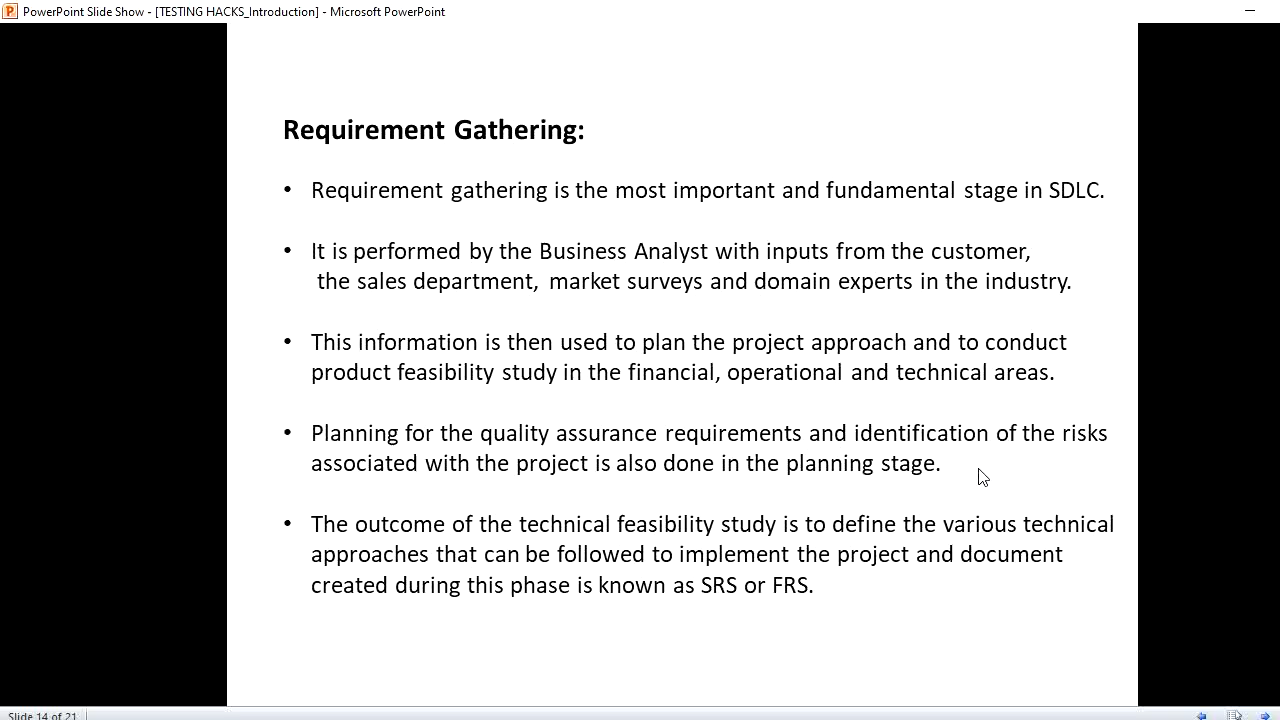 PowerPoint Slide Show - [TESTING HACKS_Introduction] - Microsoft PowerPoint
Requirement Gathering:
• Requirement gathering is the most important and fundamental stage in SDLC.
• It is performed by the Business Analyst with inputs from the customer,
the sales department, market surveys and domain experts in the industry.
• This information is then used to plan the project approach and to conduct
product feasibility study in the financial, operational and technical areas.
• Planning for the quality assurance requirements and identification of the risks
associated with the project is also done in the planning stage.
• The outcome of the technical feasibility study is to define the various technical
approaches that can be followed to implement the project and document
created during this phase is known as SRS or FRS.
Slide 14 of 21